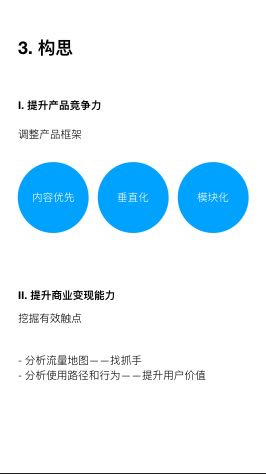 3. 构思
I. 提升产品竞争力
调整产品框架
内容优先
垂直化
模块化
II. 提升商业变现能力
挖掘有效触点
- 分析流量地图——找抓手
- 分析使用路径和行为——提升用户价值